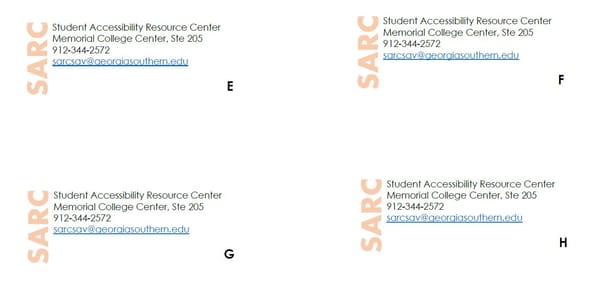 SARC
Student Accessibility Resource Center
Memorial College Center, Ste 205
912-344-2572
sarcsav@georgiasouthern.edu
E
SARC
Student Accessibility Resource Center
Memorial College Center, Ste 205
912-344-2572
sarcsav@georgiasouthern.edu
F
SARC
Student Accessibility Resource Center
Memorial College Center, Ste 205
912-344-2572
sarcsav@georgiasouthern.edu
G
SARC
Student Accessibility Resource Center
Memorial College Center, Ste 205
912-344-2572
sarcsav@georgiasouthern.edu
H